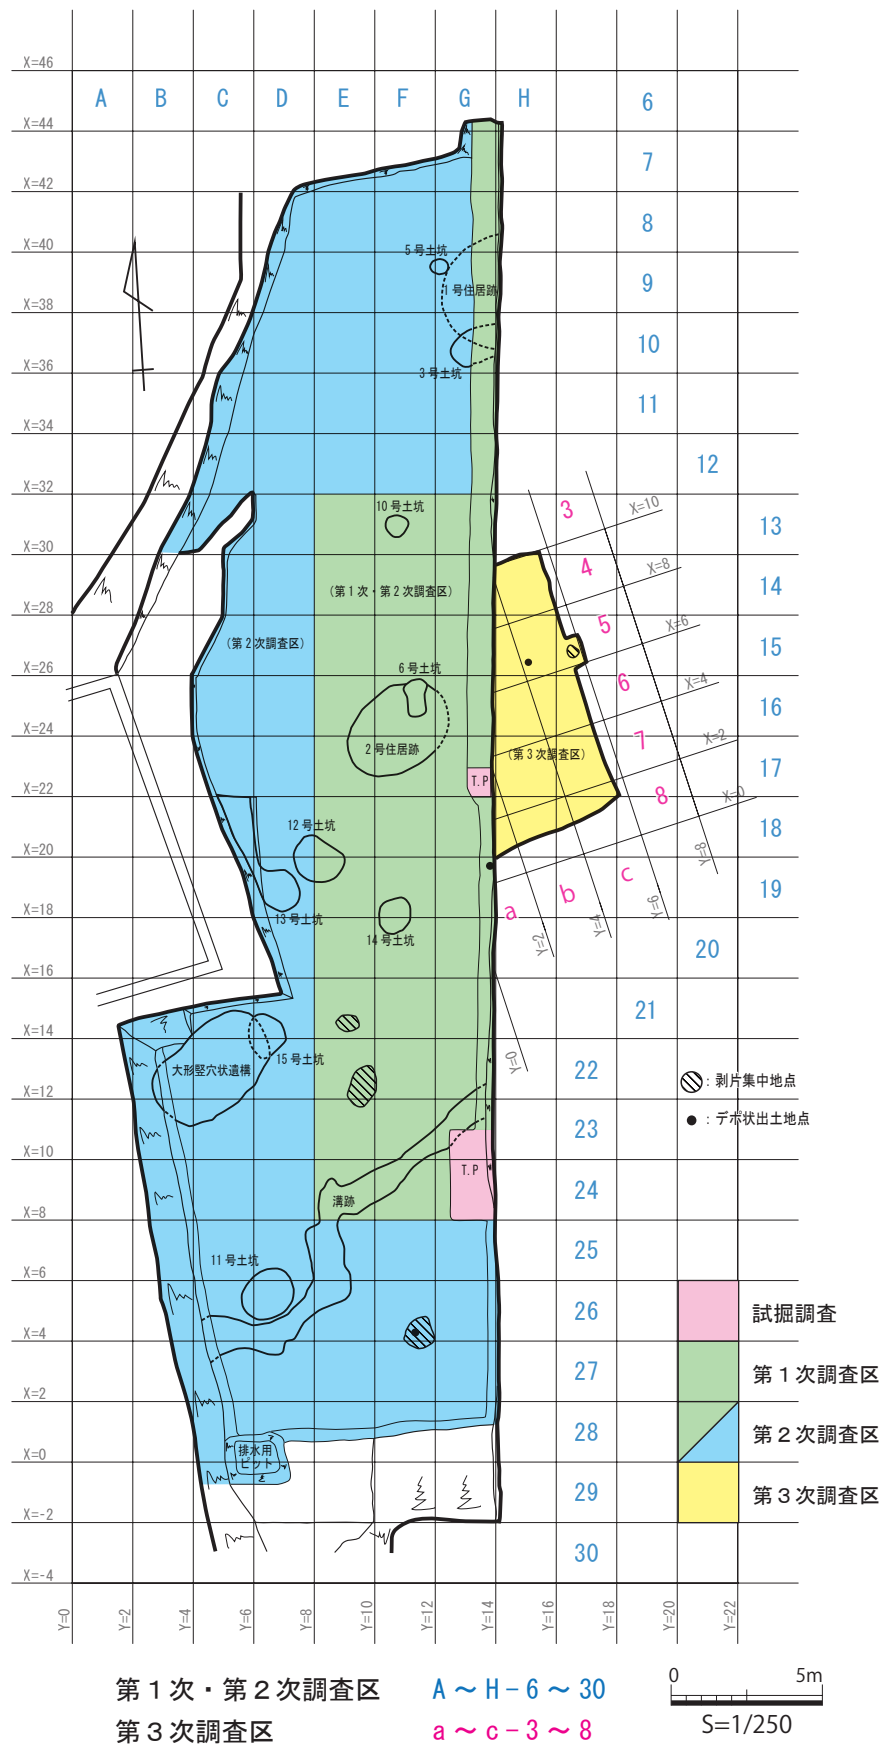 X=46
A B C D E F G H 6
X=44
7
X=42
8
X=40
5号土坑
9
1号住居跡
X=38
10
X=36
3号土坑
11
X=34
12
X=32
3
X=10
10号土坑
13
X=30
4
X=8
14
(第1次・第2次調査区)
X=28
5
X=6
(第2次調査区)
15
X=26
6号土坑
6
X=4
16
X=24
7
X=2
2号住居跡
(第3次調査区)
17
T.P
X=22
8
X=0
12号土坑
18
X=20
Y=8
c
19
b
a
Y=6
X=18
13号土坑
Y=4
14号土坑
Y=2
20
X=16
21
X=14
15号土坑
Y=0
大形竪穴状遺構
22
:剥片集中地点
X=12
:デポ状出土地点
23
X=10
T.P
24
溝跡
X=8
25
11号土坑
X=6
26
試掘調査
X=4
27
第1次調査区
X=2
28
第2次調査区
排水用
ピット
X=0
29
第3次調査区
X=-2
30
X=-4
Y=0 Y=2 Y=4 Y=6 Y=8 Y=10 Y=12 Y=14 Y=16 Y=18 Y=20 Y=22
0 5m
第1次・第2次調査区 A～H-6～30
S=1/250
第3次調査区 a～c-3～8